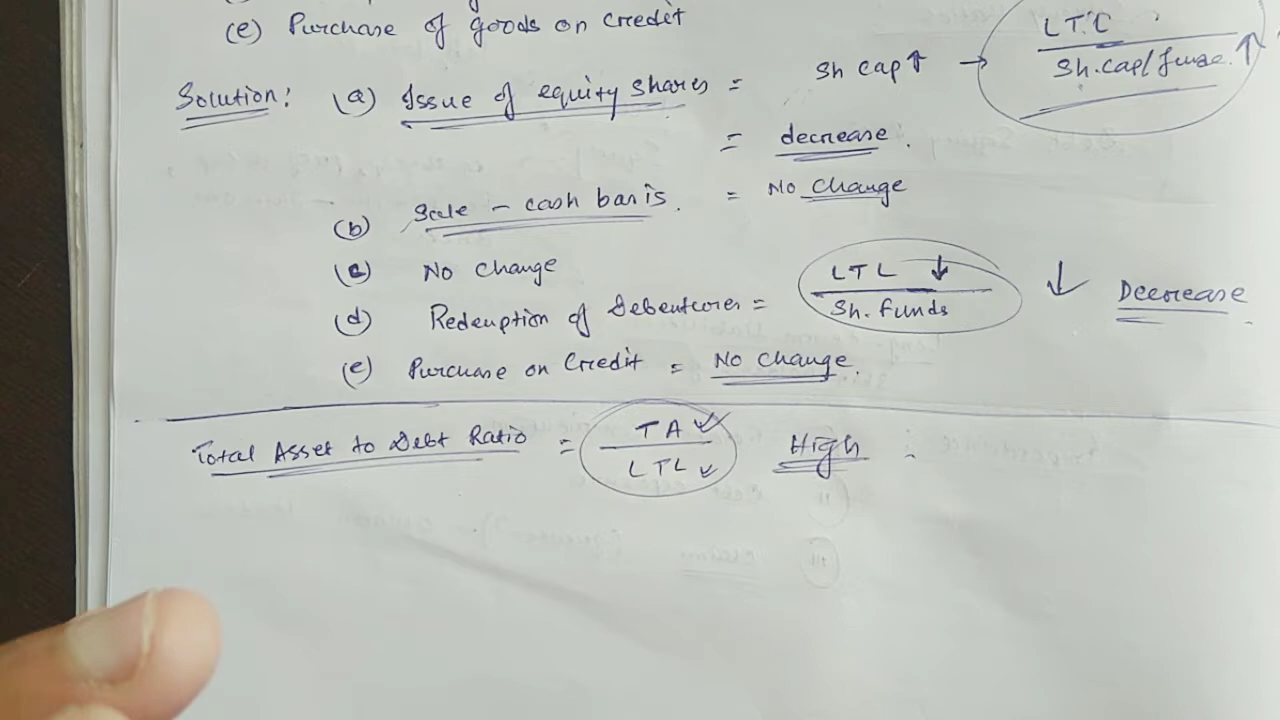 (e) Purchase of goods on credit
Solution: (a) Issue of equity shares = Sh cap ↑ → LTC / Sh.cap/funde. ↑
= decrease.
(b) Sale - cash basis. = No change
(c) No change
(d) Redemption of Debentures = LTL ↓ / Sh. funds ↓ Decrease
(e) Purchase on Credit = No change.
Total Asset to Debt Ratio = TA / LTL High :